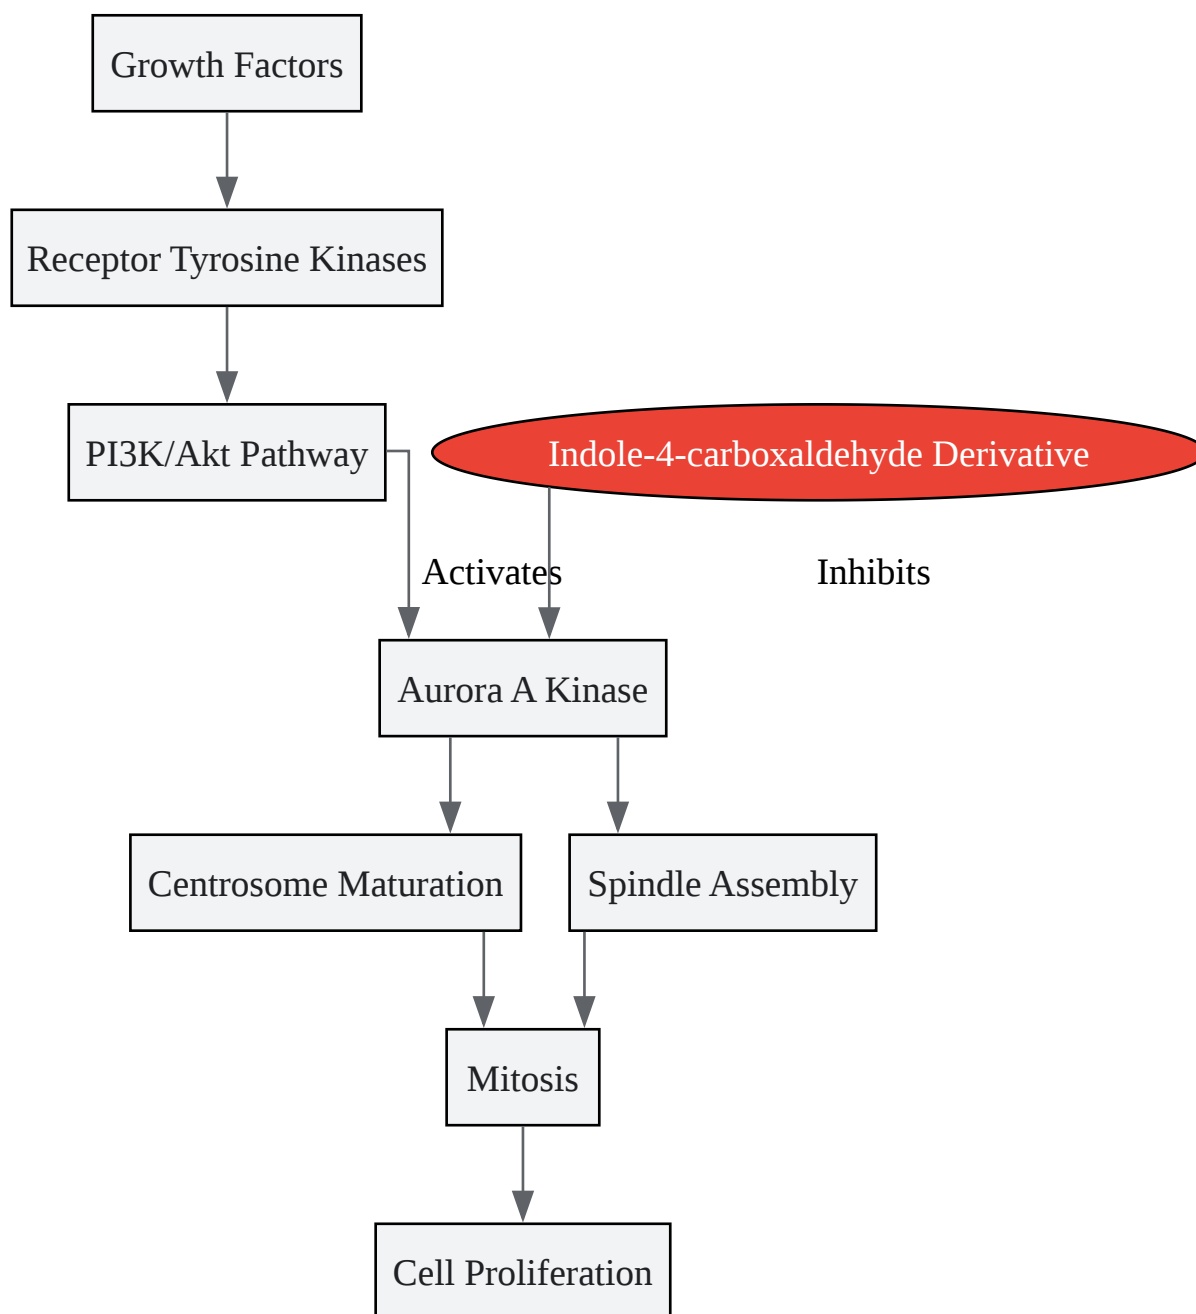 Growth Factors
Receptor Tyrosine Kinases
PI3K/Akt Pathway
Indole-4-carboxaldehyde Derivative
Activates
Inhibits
Aurora A Kinase
Centrosome Maturation
Spindle Assembly
Mitosis
Cell Proliferation